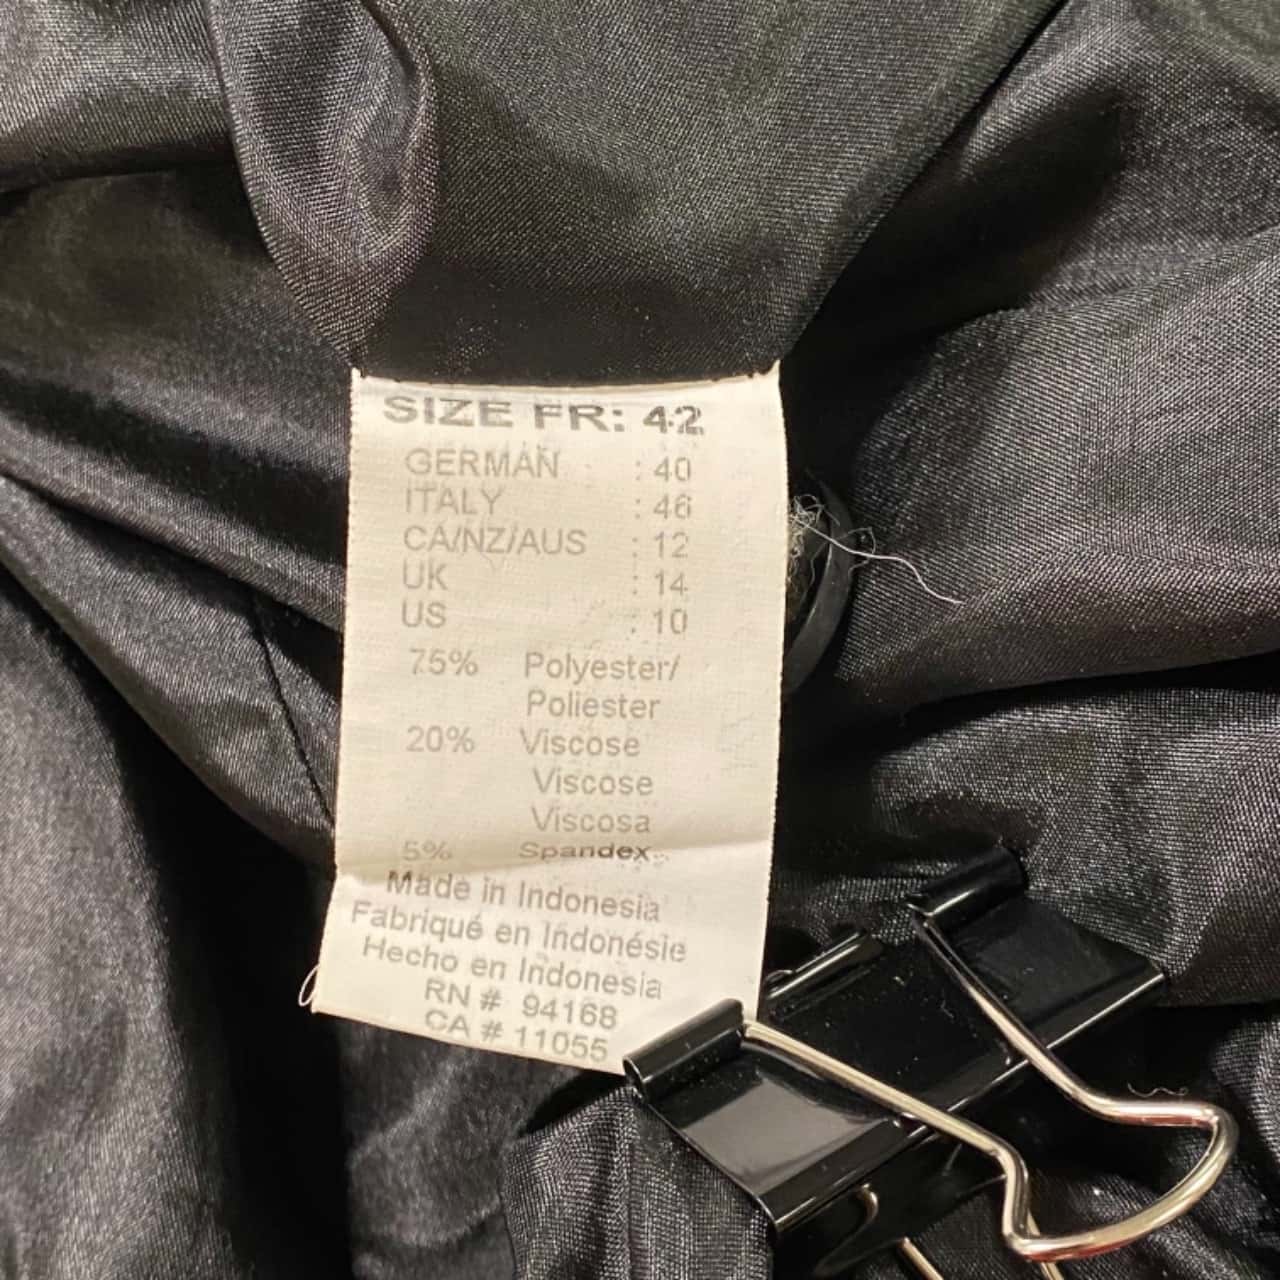 SIZE FR: 42
GERMAN : 40
ITALY : 46
CA/NZ/AUS : 12
UK : 14
US : 10
75% Polyester/
Poliester
20% Viscose
Viscose
Viscosa
5% Spandex
Made in Indonesia
Fabriqué en Indonésie
Hecho en Indonesia
RN # 94168
CA # 11055